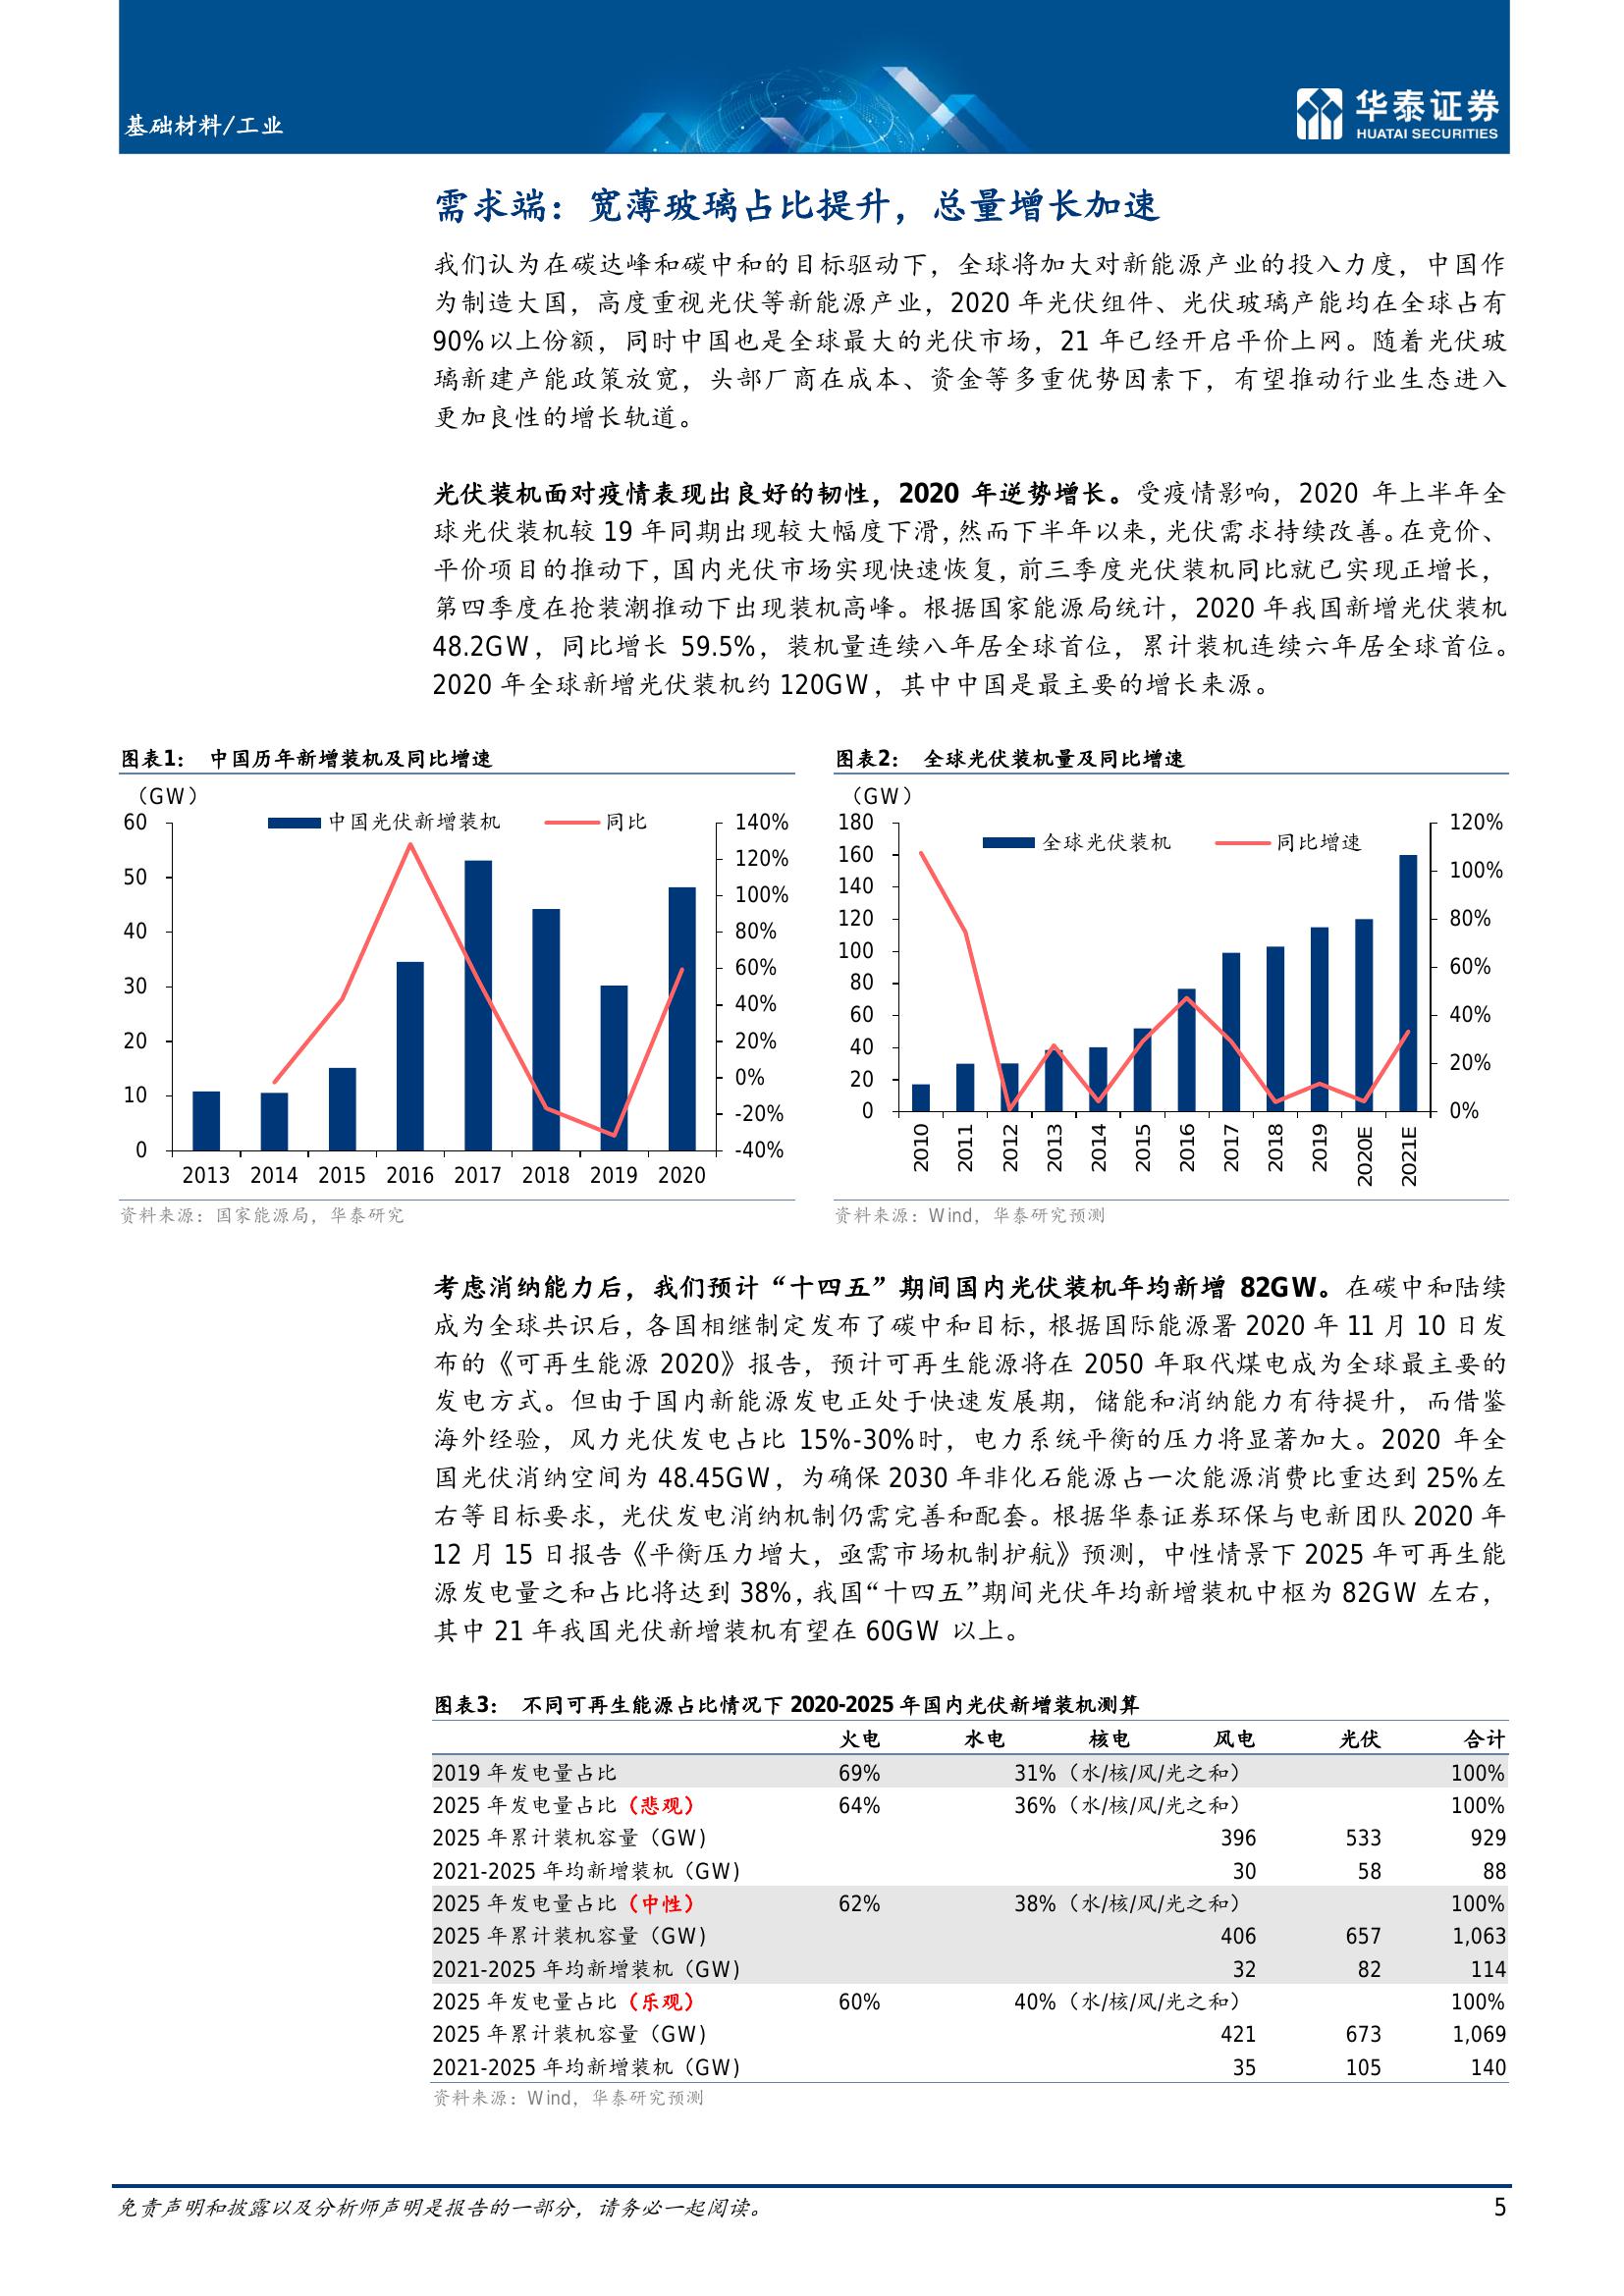 基础材料/工业
华泰证券
HUATAI SECURITIES
需求端：宽薄玻璃占比提升，总量增长加速
我们认为在碳达峰和碳中和的目标驱动下，全球将加大对新能源产业的投入力度，中国作
为制造大国，高度重视光伏等新能源产业，2020 年光伏组件、光伏玻璃产能均在全球占有
90%以上份额，同时中国也是全球最大的光伏市场，21 年已经开启平价上网。随着光伏玻
璃新建产能政策放宽，头部厂商在成本、资金等多重优势因素下，有望推动行业生态进入
更加良性的增长轨道。
光伏装机面对疫情表现出良好的韧性，2020 年逆势增长。受疫情影响，2020 年上半年全
球光伏装机较 19 年同期出现较大幅度下滑，然而下半年以来，光伏需求持续改善。在竞价、
平价项目的推动下，国内光伏市场实现快速恢复，前三季度光伏装机同比就已实现正增长，
第四季度在抢装潮推动下出现装机高峰。根据国家能源局统计，2020 年我国新增光伏装机
48.2GW，同比增长 59.5%，装机量连续八年居全球首位，累计装机连续六年居全球首位。
2020 年全球新增光伏装机约 120GW，其中中国是最主要的增长来源。
图表1： 中国历年新增装机及同比增速
（GW）
中国光伏新增装机 同比
60
50
40
30
20
10
0
140%
120%
100%
80%
60%
40%
20%
0%
-20%
-40%
2013 2014 2015 2016 2017 2018 2019 2020
资料来源：国家能源局，华泰研究
图表2： 全球光伏装机量及同比增速
（GW）
全球光伏装机 同比增速
180
160
140
120
100
80
60
40
20
0
120%
100%
80%
60%
40%
20%
0%
2010 2011 2012 2013 2014 2015 2016 2017 2018 2019 2020E 2021E
资料来源：Wind，华泰研究预测
考虑消纳能力后，我们预计“十四五”期间国内光伏装机年均新增 82GW。在碳中和陆续
成为全球共识后，各国相继制定发布了碳中和目标，根据国际能源署 2020 年 11 月 10 日发
布的《可再生能源 2020》报告，预计可再生能源将在 2050 年取代煤电成为全球最主要的
发电方式。但由于国内新能源发电正处于快速发展期，储能和消纳能力有待提升，而借鉴
海外经验，风力光伏发电占比 15%-30%时，电力系统平衡的压力将显著加大。2020 年全
国光伏消纳空间为 48.45GW，为确保 2030 年非化石能源占一次能源消费比重达到 25%左
右等目标要求，光伏发电消纳机制仍需完善和配套。根据华泰证券环保与电新团队 2020 年
12 月 15 日报告《平衡压力增大，亟需市场机制护航》预测，中性情景下 2025 年可再生能
源发电量之和占比将达到 38%，我国“十四五”期间光伏年均新增装机中枢为 82GW 左右，
其中 21 年我国光伏新增装机有望在 60GW 以上。
图表3： 不同可再生能源占比情况下 2020-2025 年国内光伏新增装机测算
火电 水电 核电 风电 光伏 合计
2019 年发电量占比 69% 31%（水/核/风/光之和） 100%
2025 年发电量占比（悲观） 64% 36%（水/核/风/光之和） 100%
2025 年累计装机容量（GW） 396 533 929
2021-2025 年均新增装机（GW） 30 58 88
2025 年发电量占比（中性） 62% 38%（水/核/风/光之和） 100%
2025 年累计装机容量（GW） 406 657 1,063
2021-2025 年均新增装机（GW） 32 82 114
2025 年发电量占比（乐观） 60% 40%（水/核/风/光之和） 100%
2025 年累计装机容量（GW） 421 673 1,069
2021-2025 年均新增装机（GW） 35 105 140
资料来源：Wind，华泰研究预测
免责声明和披露以及分析师声明是报告的一部分，请务必一起阅读。 5